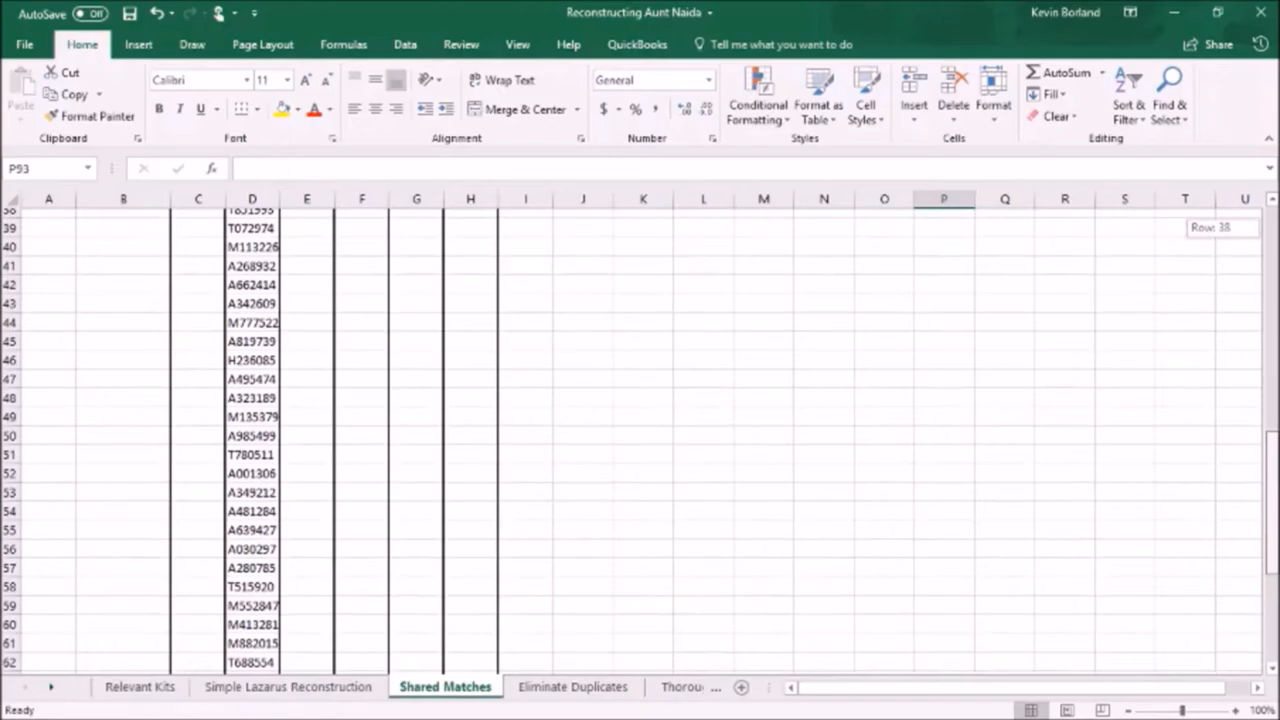 AutoSave Off Reconstructing Aunt Naida Kevin Borland
File Home Insert Draw Page Layout Formulas Data Review View Help QuickBooks Tell me what you want to do Share
Cut
Copy
Format Painter
Paste
Clipboard
Calibri 11
B I U
Font
Wrap Text
Merge & Center
Alignment
General
$ % ,
Number
Conditional Formatting
Format as Table
Cell Styles
Styles
Insert Delete Format
Cells
AutoSum
Fill
Clear
Sort & Filter
Find & Select
Editing
P93 fx
A B C D E F G H I J K L M N O P Q R S T U
Row: 38
39 T072974
40 M113226
41 A268932
42 A662414
43 A342609
44 M777522
45 A819739
46 H236085
47 A495474
48 A323189
49 M135379
50 A985499
51 T780511
52 A001306
53 A349212
54 A481284
55 A639427
56 A030297
57 A280785
58 T515920
59 M552847
60 M413281
61 M882015
62 T688554
Relevant Kits Simple Lazarus Reconstruction Shared Matches Eliminate Duplicates Thorou ...
Ready 100%